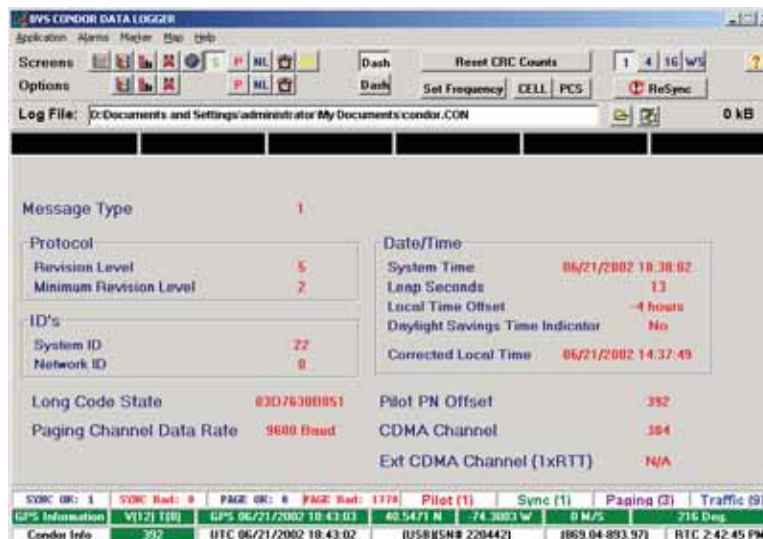 BVS CONDOR DATA LOGGER
Application Alarms Marker Map Help
Screens S P NL Dash Reset CRC Counts 1 4 16 WS ?
Options P NL Dash Set Frequency CELL PCS ReSync
Log File: D:Documents and Settings\administrator\My Documents\condor.CON 0 kB
Message Type 1
Protocol
Revision Level 6
Minimum Revision Level 2
ID's
System ID 22
Network ID 0
Date/Time
System Time 06/21/2002 18.38:02
Leap Seconds 13
Local Time Offset -4 hours
Daylight Savings Time Indicator No
Corrected Local Time 06/21/2002 14.37:49
Long Code State
Paging Channel Data Rate 9600 Baud
Pilot PN Offset 392
CDMA Channel 384
Ext CDMA Channel (1xRTT) N/A
SYNC OK: 1 SYNC Bad: 0 PAGE OK: 0 PAGE Bad: 1770 Pilot (1) Sync (1) Paging (3) Traffic (9)
GPS Information V(12) T(8) GPS 06/21/2002 18:43:03 40.5471 N -74.3003 W 0 M/S 216 Deg.
Condor Info 392 UTC 06/21/2002 18:43:02 (USB)(SN# 220442) (869.04-893.97) RTC 2:42:45 PM